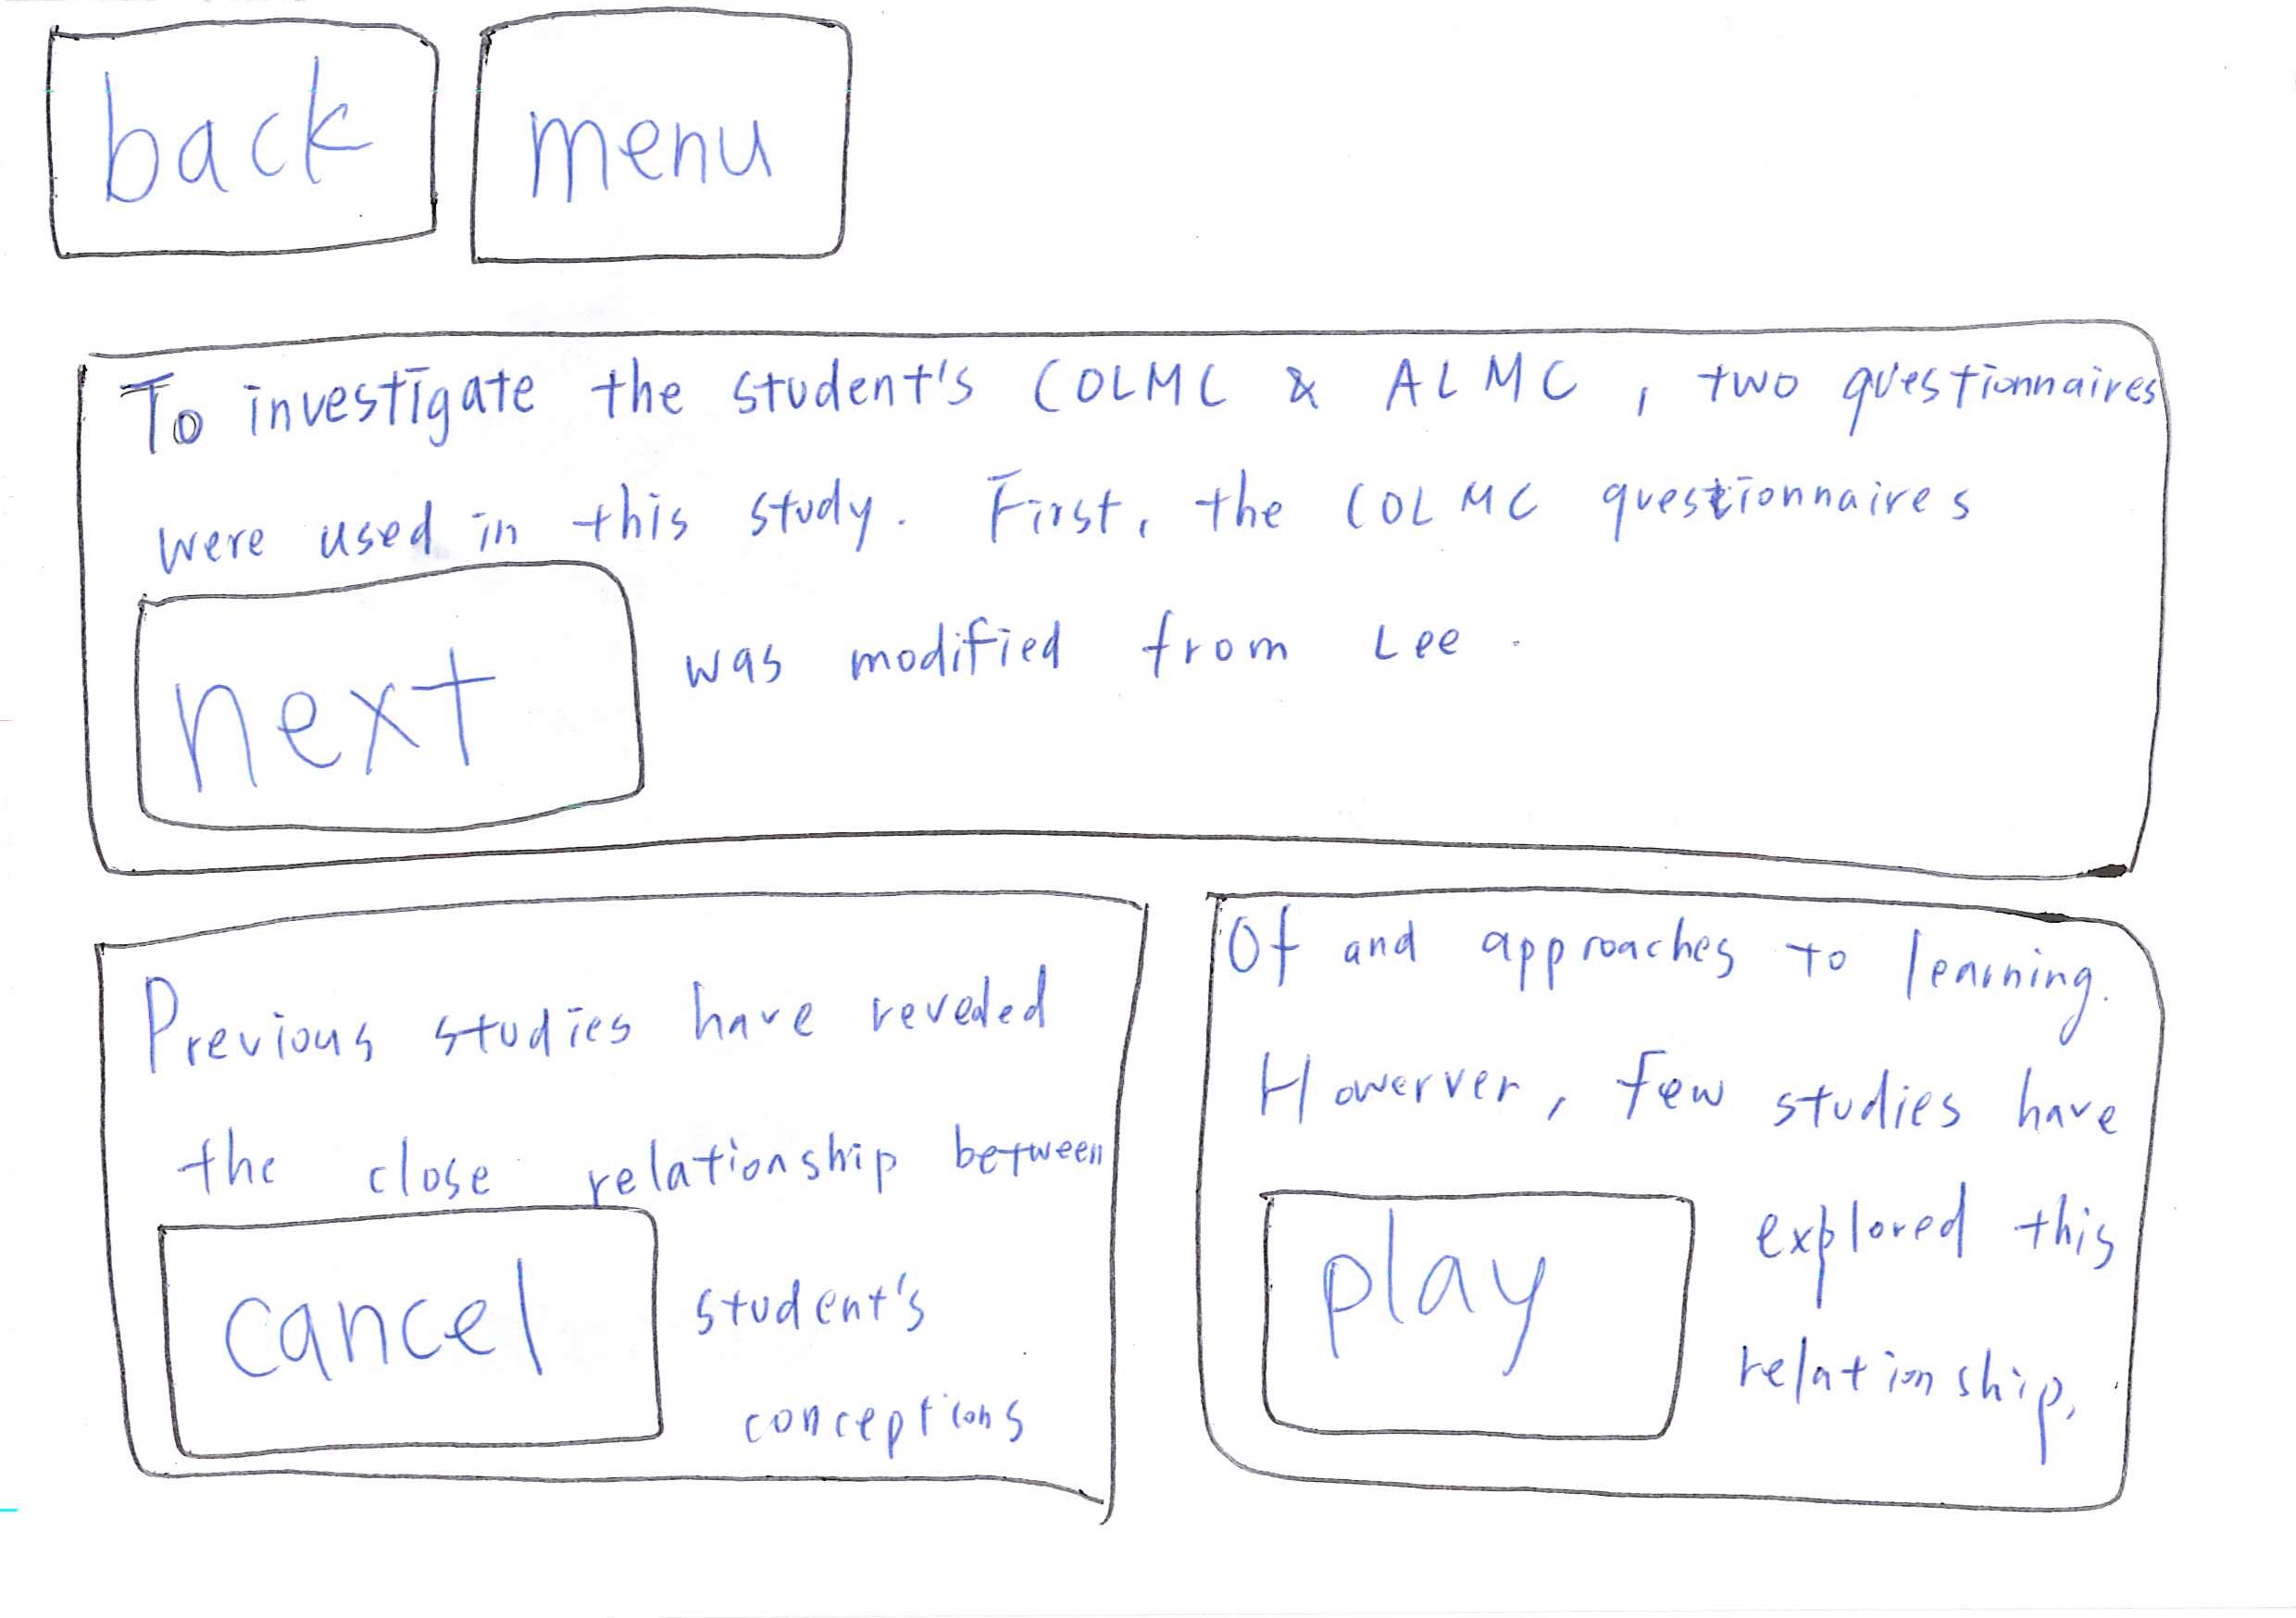 back menu
To investigate the student's COLMC & ALMC, two questionnaires
were used in this study. First, the COLMC questionnaires
next was modified from Lee.
Previous studies have reveded
the close relationship between
cancel student's
conceptions
Of and approaches to learning.
Howerver, few studies have
play explored this
relationship.